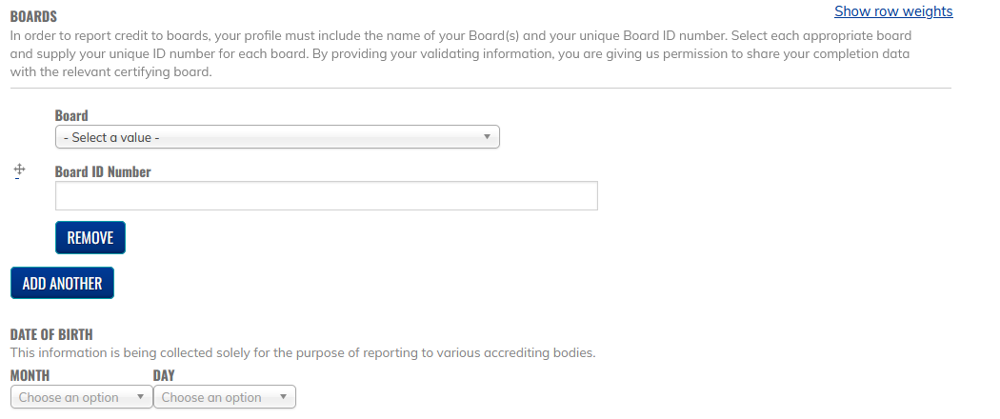 BOARDS
Show row weights
In order to report credit to boards, your profile must include the name of your Board(s) and your unique Board ID number. Select each appropriate board
and supply your unique ID number for each board. By providing your validating information, you are giving us permission to share your completion data
with the relevant certifying board.
Board
- Select a value -
Board ID Number
REMOVE
ADD ANOTHER
DATE OF BIRTH
This information is being collected solely for the purpose of reporting to various accrediting bodies.
MONTH DAY
Choose an option Choose an option